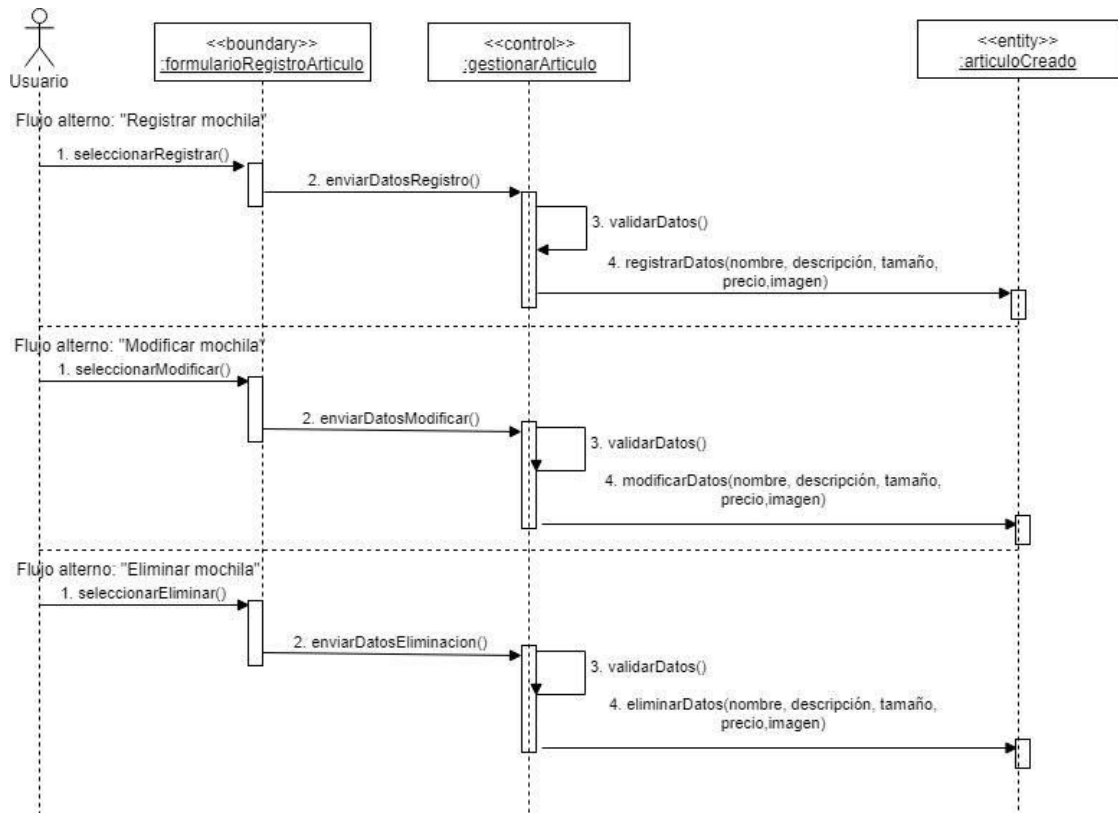 <<boundary>>
:formularioRegistroArticulo
<<control>>
:gestionarArticulo
<<entity>>
:articuloCreado
Usuario
Flujo alterno: "Registrar mochila"
1. seleccionarRegistrar()
2. enviarDatosRegistro()
3. validarDatos()
4. registrarDatos(nombre, descripción, tamaño,
precio,imagen)
Flujo alterno: "Modificar mochila"
1. seleccionarModificar()
2. enviarDatosModificar()
3. validarDatos()
4. modificarDatos(nombre, descripción, tamaño,
precio,imagen)
Flujo alterno: "Eliminar mochila"
1. seleccionarEliminar()
2. enviarDatosEliminacion()
3. validarDatos()
4. eliminarDatos(nombre, descripción, tamaño,
precio,imagen)